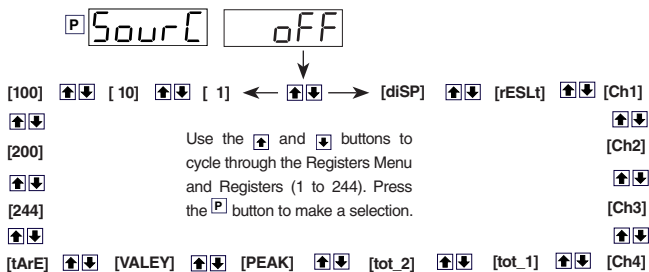 P SourC oFF
[100] [ 10] [ 1] [diSP] [rESLt] [Ch1]
[200] [Ch2]
[244] [Ch3]
Use the and buttons to
cycle through the Registers Menu
and Registers (1 to 244). Press
the P button to make a selection.
[tArE] [VALEY] [PEAK] [tot_2] [tot_1] [Ch4]